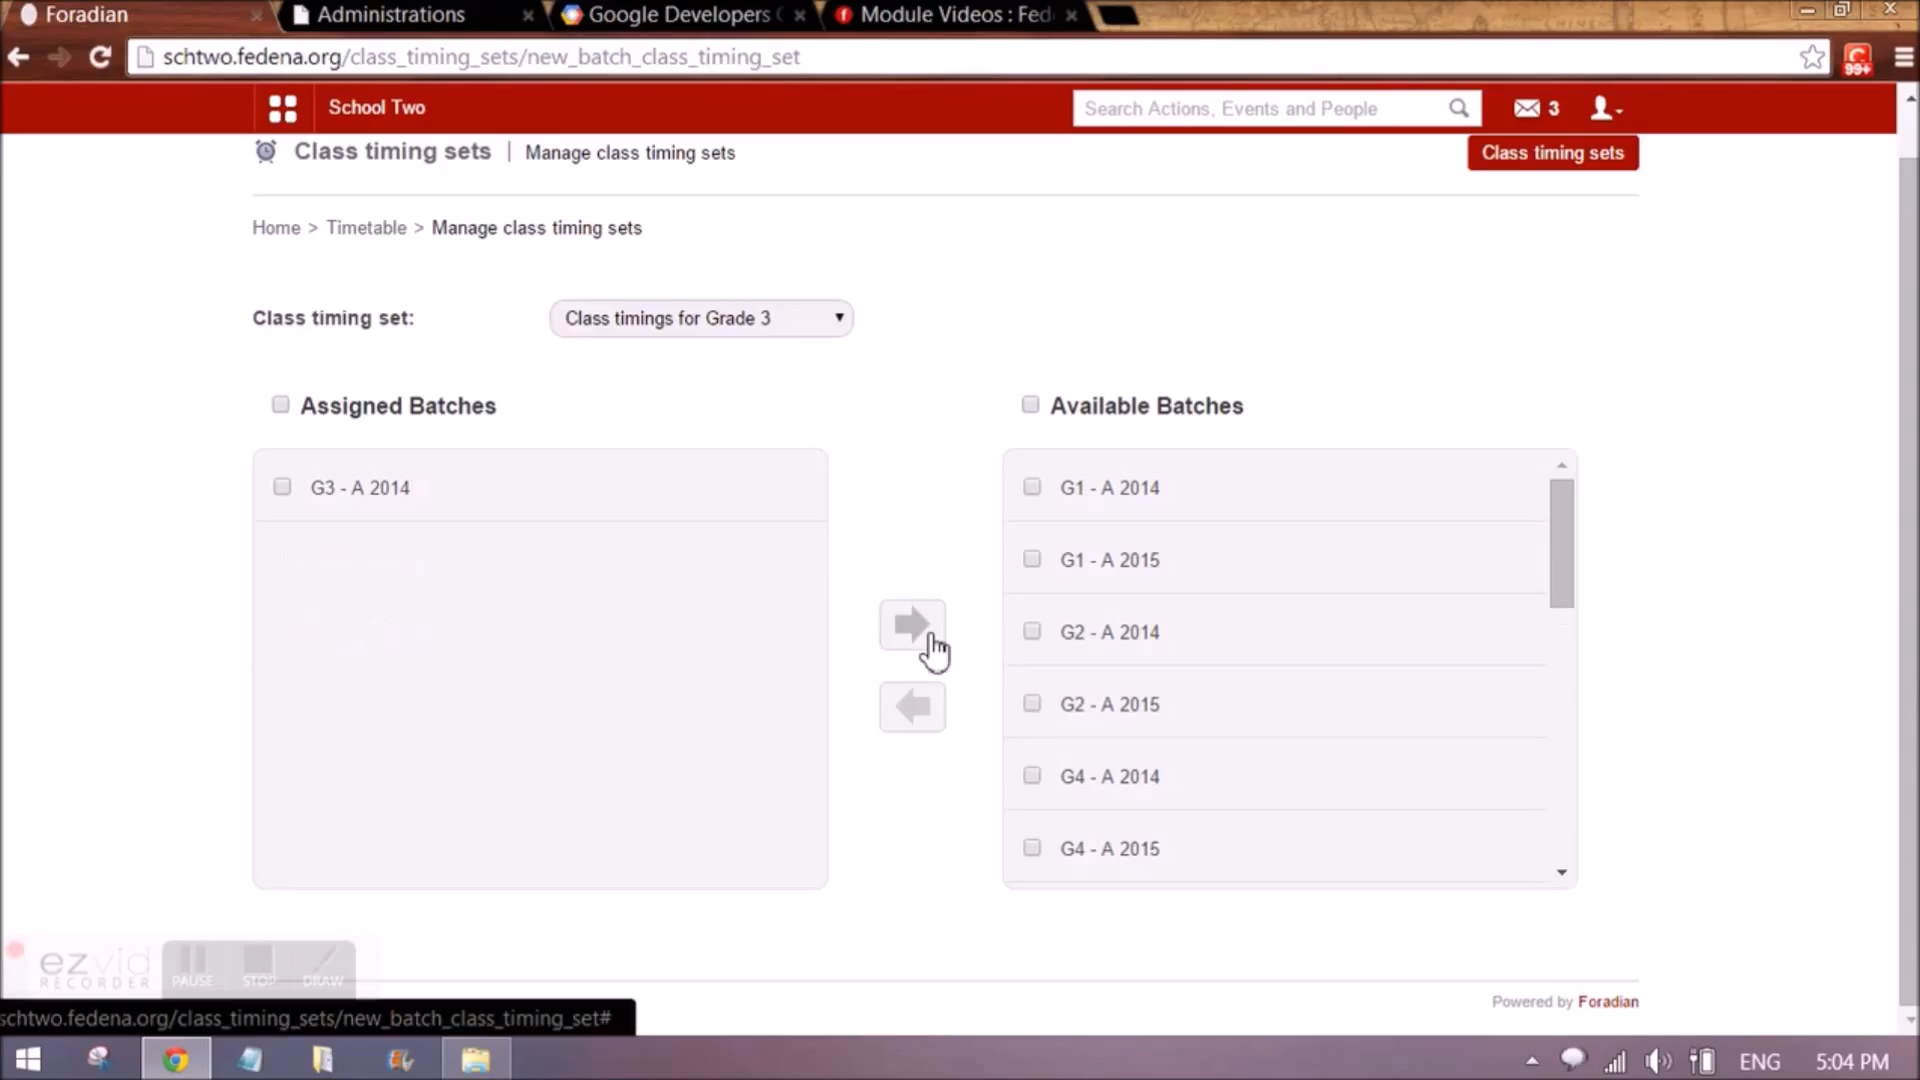 Foradian
Administrations
Google Developers
Module Videos : Fed
schtwo.fedena.org/class_timing_sets/new_batch_class_timing_set
99+
School Two
Search Actions, Events and People
3
Class timing sets | Manage class timing sets
Class timing sets
Home > Timetable > Manage class timing sets
Class timing set:
Class timings for Grade 3
Assigned Batches
G3 - A 2014
Available Batches
G1 - A 2014
G1 - A 2015
G2 - A 2014
G2 - A 2015
G4 - A 2014
G4 - A 2015
ezvid
RECORDER
PAUSE
STOP
DRAW
Powered by Foradian
schtwo.fedena.org/class_timing_sets/new_batch_class_timing_set#
ENG
5:04 PM